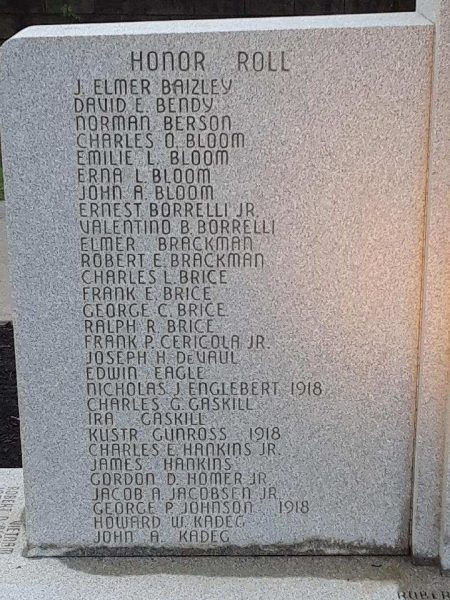 HONOR ROLL
J. ELMER BAIZLEY
DAVID E. BENDY
NORMAN BERSON
CHARLES O. BLOOM
EMILIE L. BLOOM
ERNA L. BLOOM
JOHN A. BLOOM
ERNEST BORRELLI JR.
VALENTINO B. BORRELLI
ELMER BRACKMAN
ROBERT E. BRACKMAN
CHARLES L. BRICE
FRANK E. BRICE
GEORGE C. BRICE
RALPH R. BRICE
FRANK P. CERICOLA JR.
JOSEPH H. DeVAUL
EDWIN EAGLE
NICHOLAS J. ENGLEBERT 1918
CHARLES G. GASKILL
IRA GASKILL
KUSTR. GUNROSS 1918
CHARLES E. HANKINS JR.
JAMES HANKINS
GORDON D. HOMER JR.
JACOB A. JACOBSEN JR.
GEORGE P. JOHNSON 1918
HOWARD W. KADEG
JOHN A. KADEG
VIETNAM